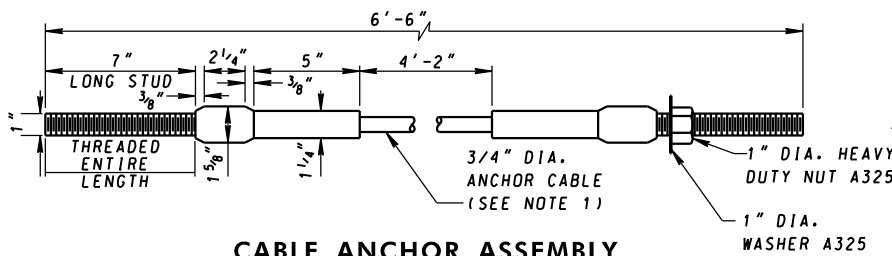 6'-6"
7"
2 1/4"
5"
4'-2"
LONG STUD
3/8"
3/8"
1"
THREADED
ENTIRE
LENGTH
1 5/8"
1 1/4"
3/4" DIA.
ANCHOR CABLE
(SEE NOTE 1)
1" DIA. HEAVY
DUTY NUT A325
1" DIA.
WASHER A325
CABLE ANCHOR ASSEMBLY